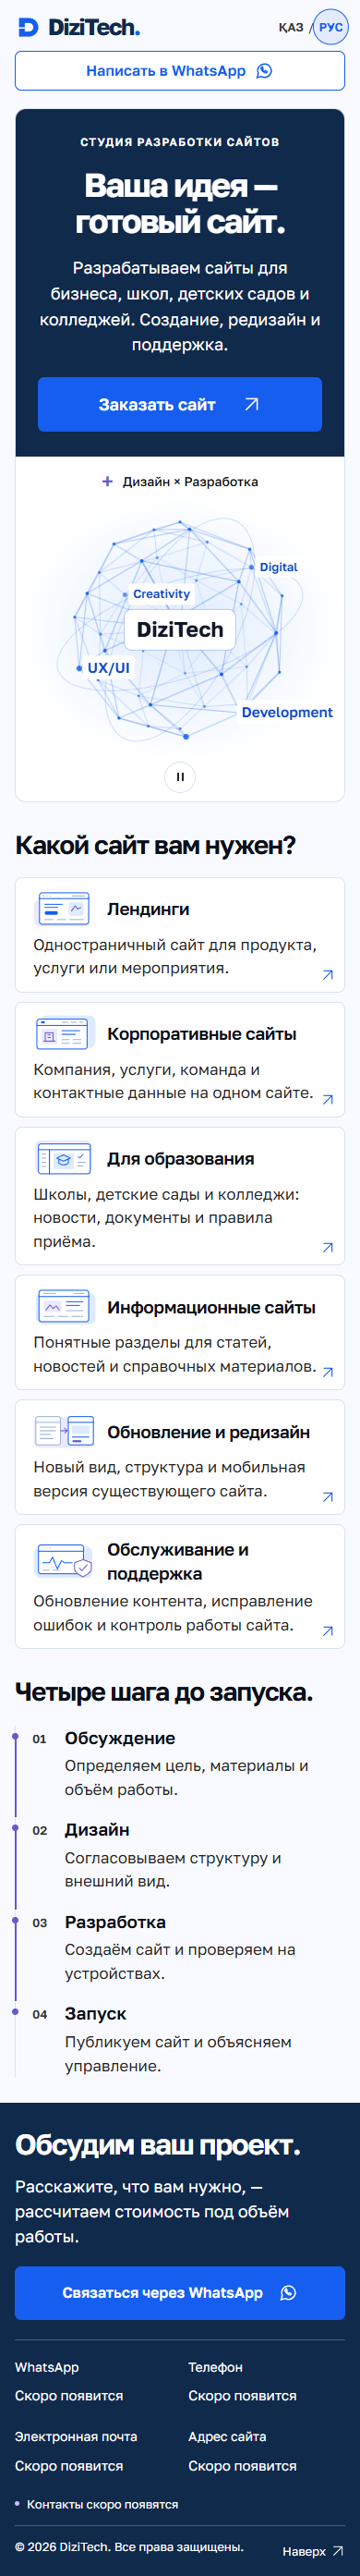 DiziTech.
ҚАЗ / РУС
Написать в WhatsApp
СТУДИЯ РАЗРАБОТКИ САЙТОВ
Ваша идея —
готовый сайт.
Разрабатываем сайты для
бизнеса, школ, детских садов и
колледжей. Создание, редизайн и
поддержка.
Заказать сайт
Дизайн × Разработка
Digital
Creativity
DiziTech
UX/UI
Development
Какой сайт вам нужен?
Лендинги
Одностраничный сайт для продукта,
услуги или мероприятия.
Корпоративные сайты
Компания, услуги, команда и
контактные данные на одном сайте.
Для образования
Школы, детские сады и колледжи:
новости, документы и правила
приёма.
Информационные сайты
Понятные разделы для статей,
новостей и справочных материалов.
Обновление и редизайн
Новый вид, структура и мобильная
версия существующего сайта.
Обслуживание и
поддержка
Обновление контента, исправление
ошибок и контроль работы сайта.
Четыре шага до запуска.
01 Обсуждение
Определяем цель, материалы и
объём работы.
02 Дизайн
Согласовываем структуру и
внешний вид.
03 Разработка
Создаём сайт и проверяем на
устройствах.
04 Запуск
Публикуем сайт и объясняем
управление.
Обсудим ваш проект.
Расскажите, что вам нужно, —
рассчитаем стоимость под объём
работы.
Связаться через WhatsApp
WhatsApp
Скоро появится
Телефон
Скоро появится
Электронная почта
Скоро появится
Адрес сайта
Скоро появится
Контакты скоро появятся
© 2026 DiziTech. Все права защищены.
Наверх